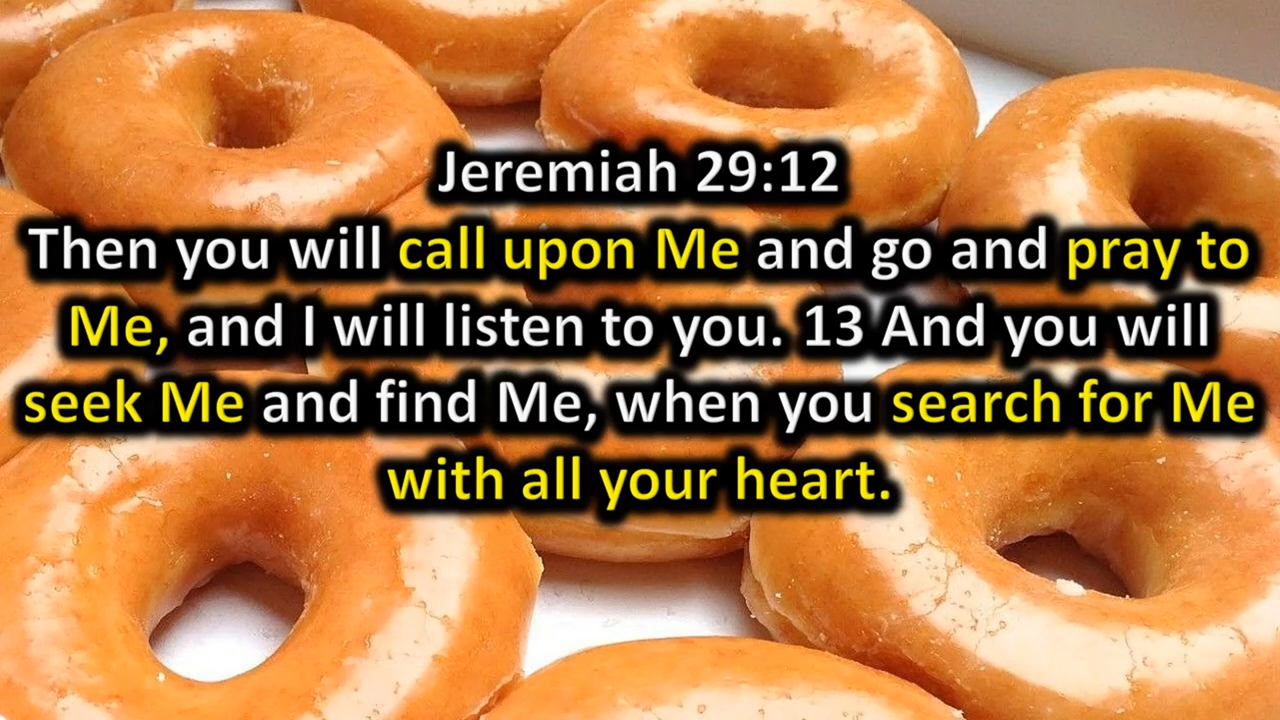 Jeremiah 29:12
Then you will call upon Me and go and pray to
Me, and I will listen to you. 13 And you will
seek Me and find Me, when you search for Me
with all your heart.